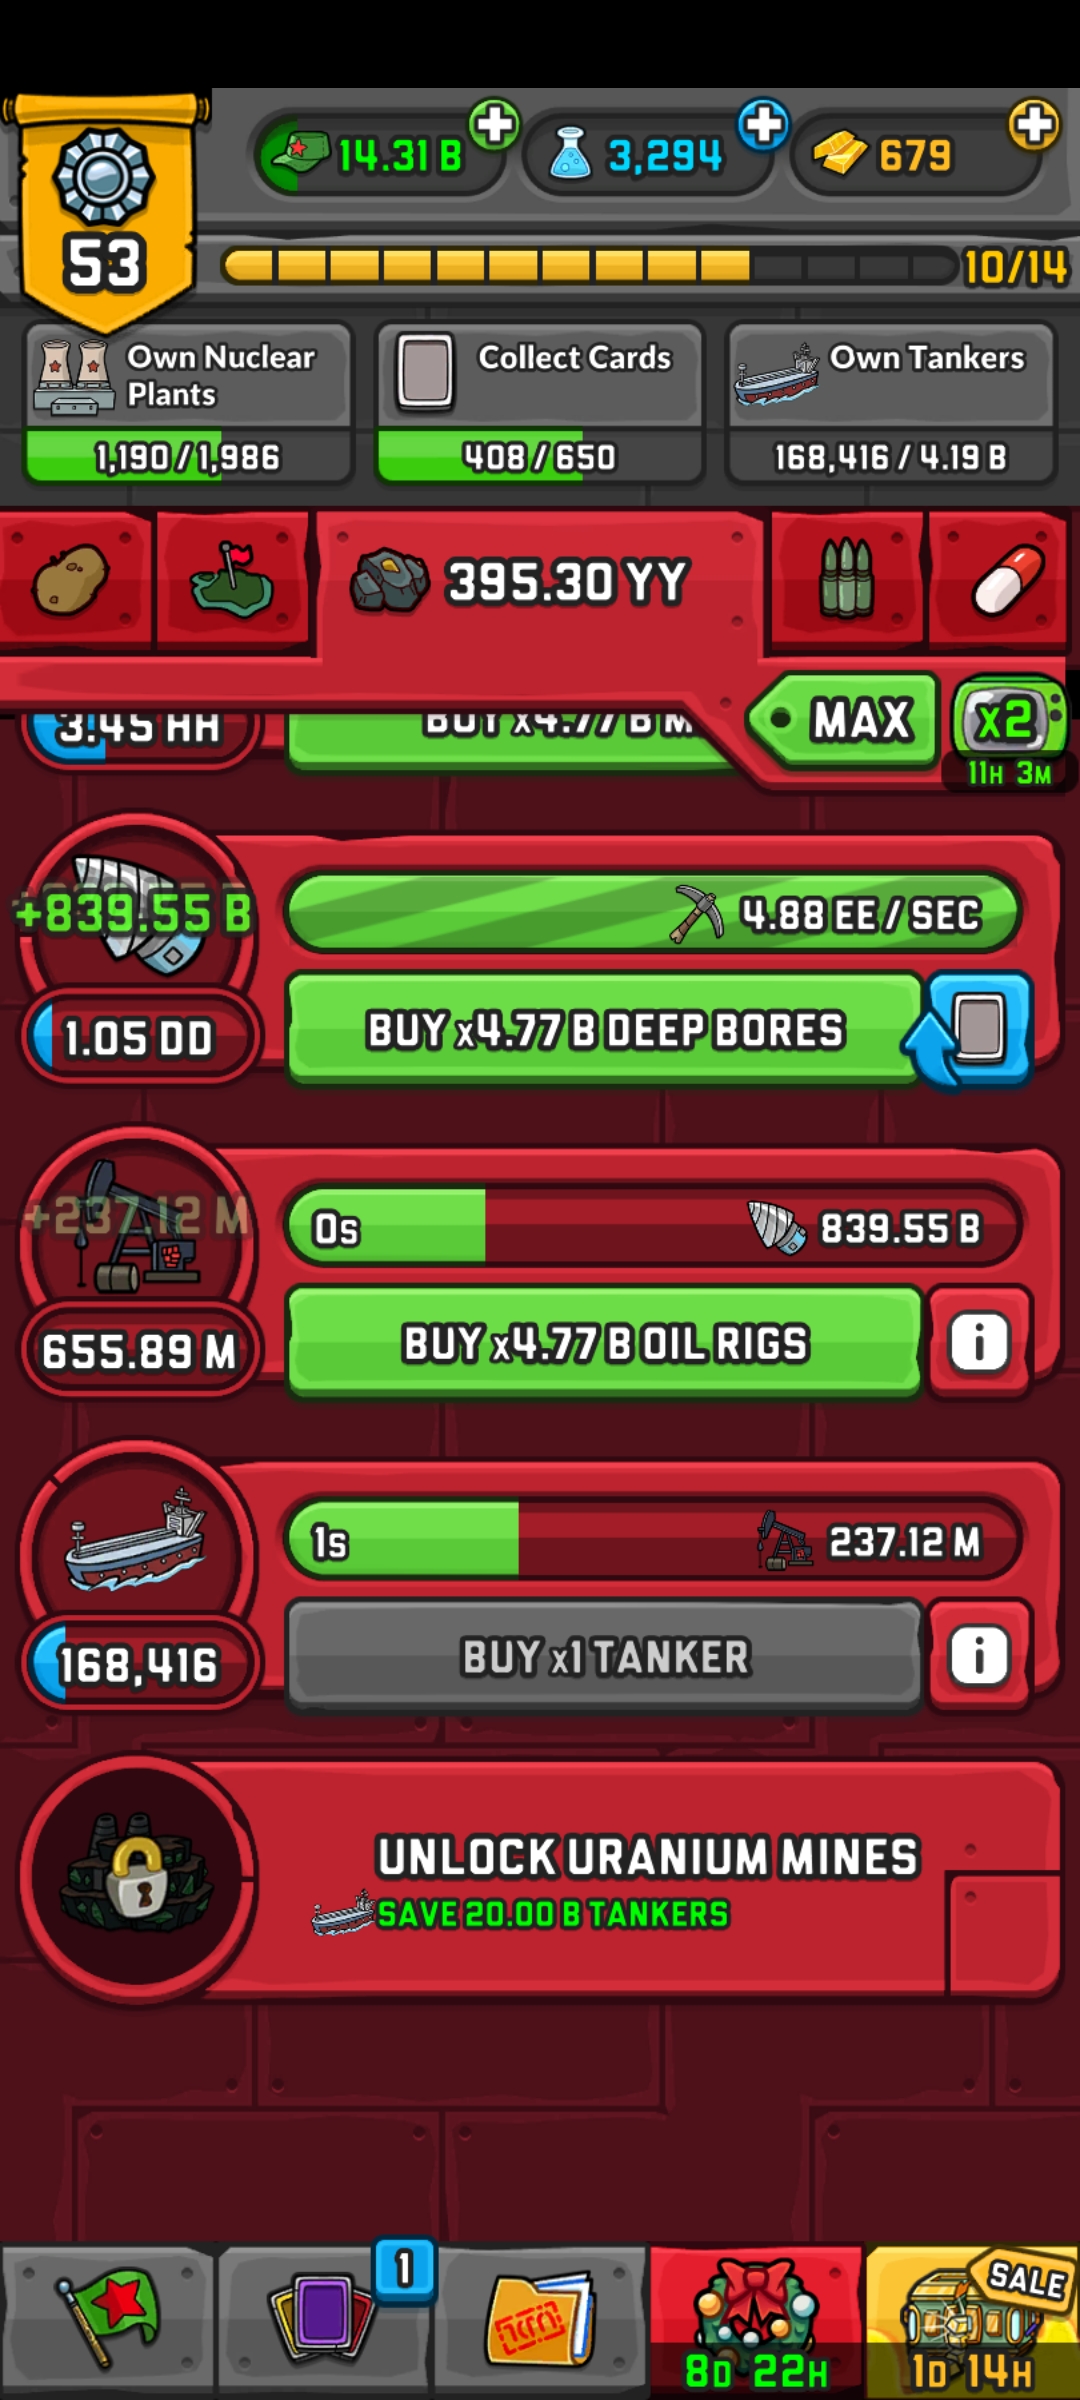 14.31 B
3,294
679
53
10/14
Own Nuclear
Plants
1,190 / 1,986
Collect Cards
408 / 650
Own Tankers
168,416 / 4.19 B
395.30 YY
MAX
x2
11H 3M
3.45 HH
BUY x4.77 B M
+839.55 B
4.88 EE / SEC
1.05 DD
BUY x4.77 B DEEP BORES
+237.12 M
0s
839.55 B
655.89 M
BUY x4.77 B OIL RIGS
i
1s
237.12 M
168,416
BUY x1 TANKER
i
UNLOCK URANIUM MINES
SAVE 20.00 B TANKERS
1
SALE
8D 22H
1D 14H